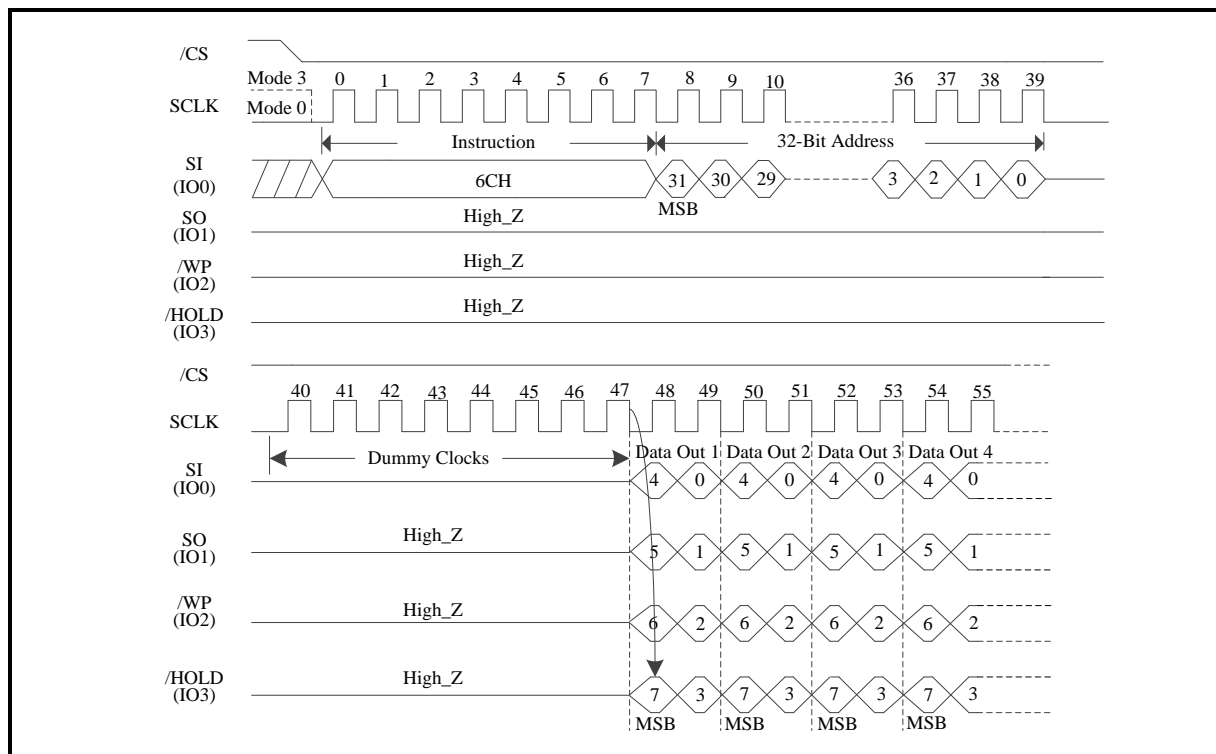 /CS
Mode 3
0 1 2 3 4 5 6 7 8 9 10 36 37 38 39
SCLK
Mode 0
Instruction
32-Bit Address
SI
(IO0)
6CH
31 30 29 3 2 1 0
MSB
SO
(IO1)
High_Z
/WP
(IO2)
High_Z
/HOLD
(IO3)
High_Z
/CS
40 41 42 43 44 45 46 47 48 49 50 51 52 53 54 55
SCLK
Dummy Clocks
Data Out 1 Data Out 2 Data Out 3 Data Out 4
SI
(IO0)
4 0 4 0 4 0 4 0
SO
(IO1)
High_Z
5 1 5 1 5 1 5 1
/WP
(IO2)
High_Z
6 2 6 2 6 2 6 2
/HOLD
(IO3)
High_Z
7 3 7 3 7 3 7 3
MSB MSB MSB MSB